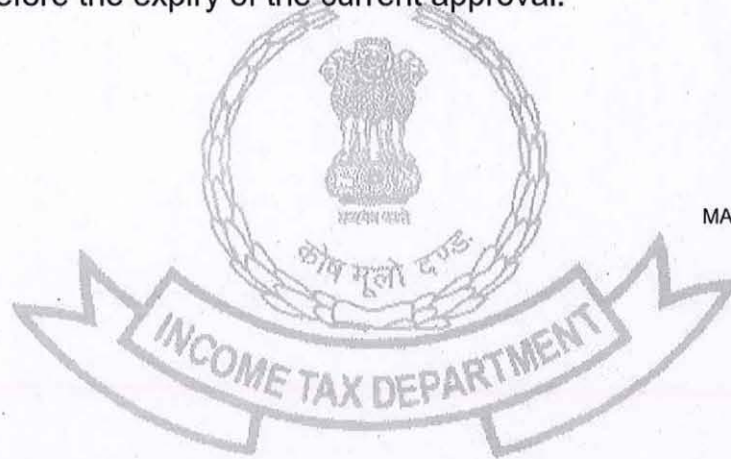 before the expiry of the current approval.
सत्यमेव जयते
MA
कोष मूलो दण्डः
INCOME TAX DEPARTMENT